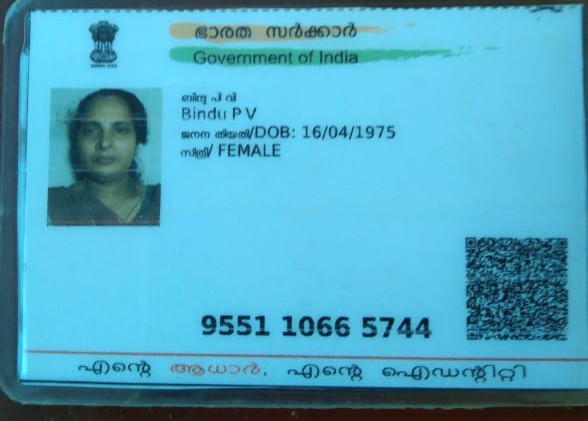 ഭാരത സർക്കാർ
Government of India
ബിന്ദു പി വി
Bindu P V
ജനന തിയതി/DOB: 16/04/1975
സ്ത്രീ/ FEMALE
9551 1066 5744
എന്റെ ആധാർ, എന്റെ ഐഡന്റിറ്റി